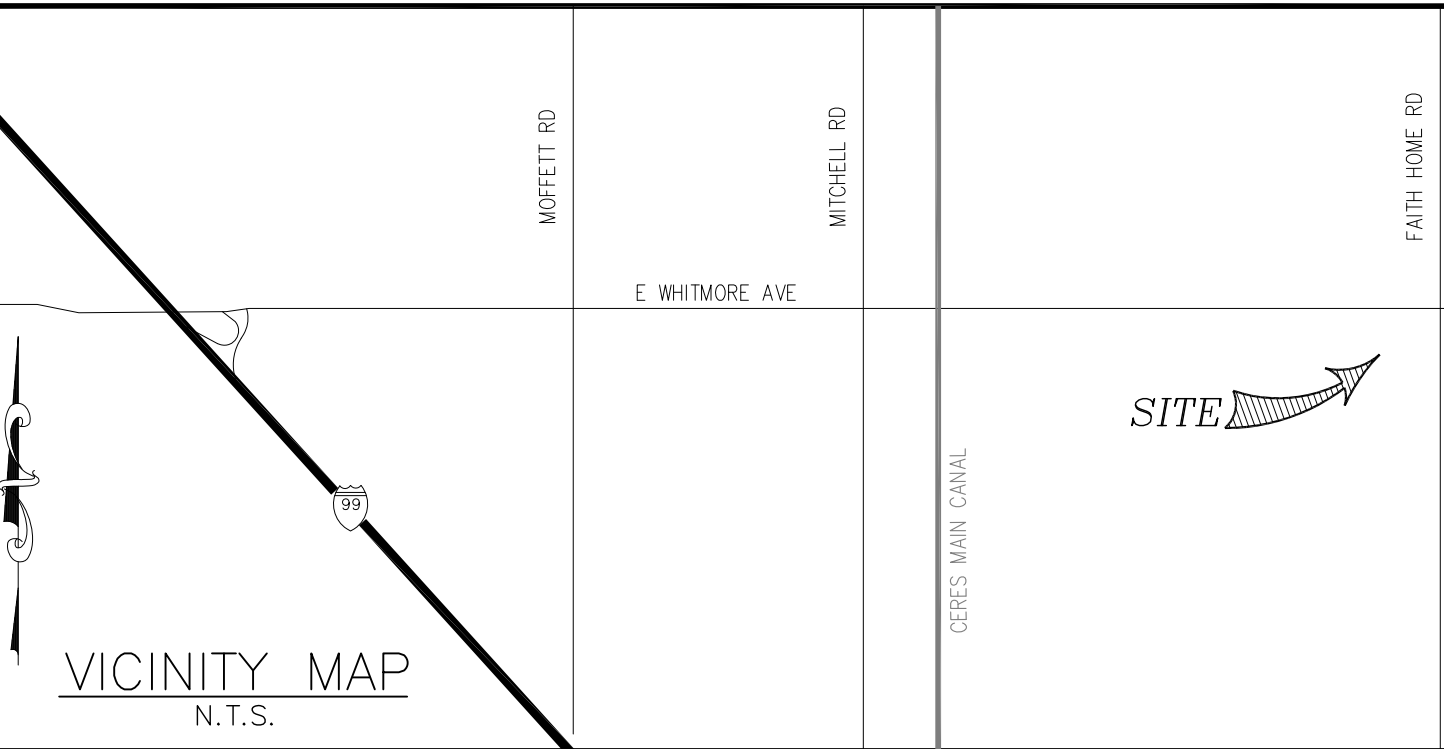 MOFFETT RD
MITCHELL RD
FAITH HOME RD
E WHITMORE AVE
SITE
CERES MAIN CANAL
99
VICINITY MAP
N.T.S.